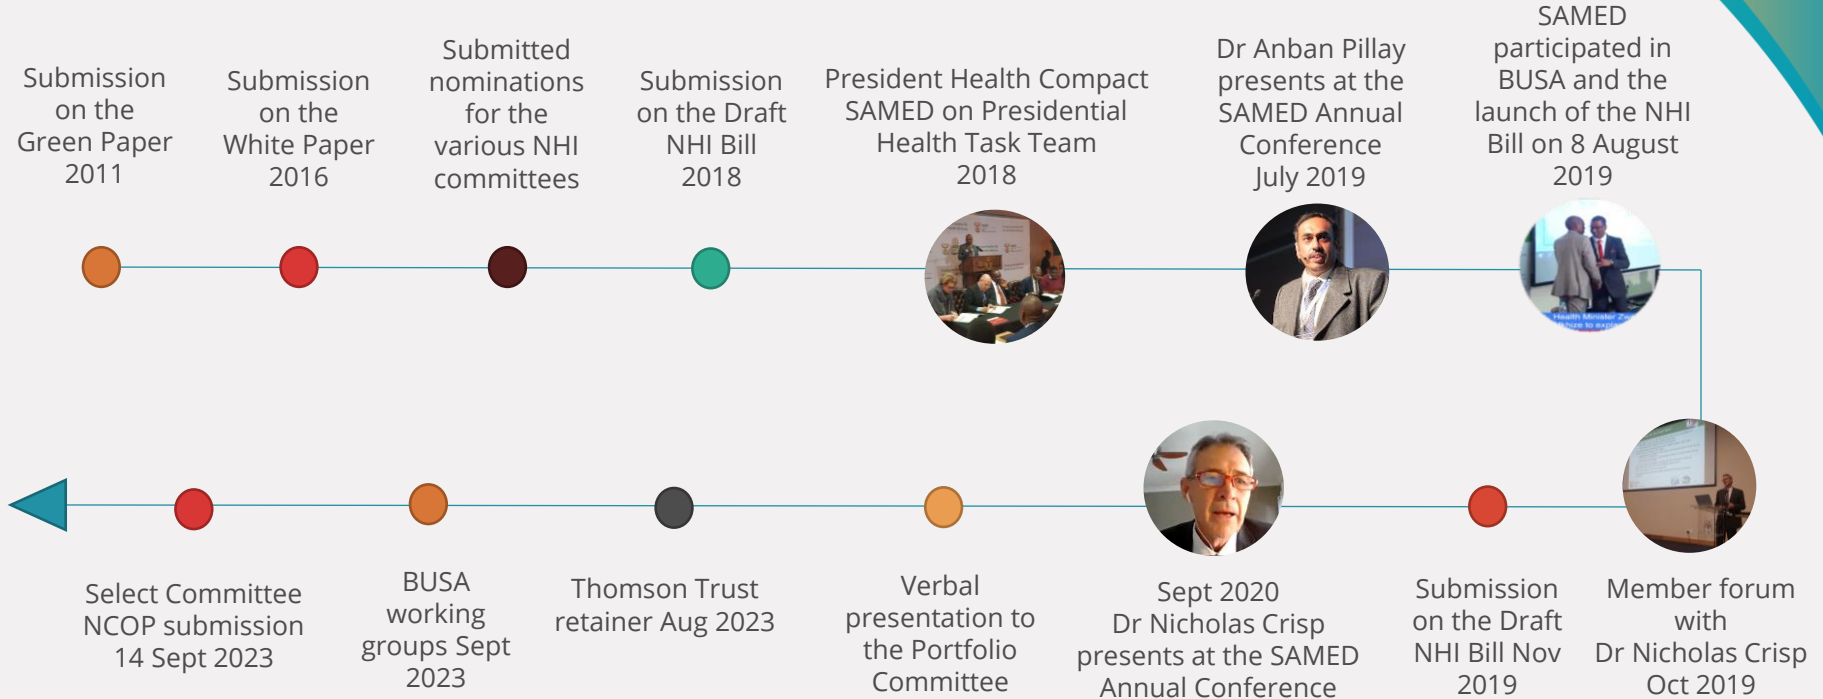 Submission
on the
Green Paper
2011
Submission
on the
White Paper
2016
Submitted
nominations
for the
various NHI
committees
Submission
on the Draft
NHI Bill
2018
President Health Compact
SAMED on Presidential
Health Task Team
2018
Dr Anban Pillay
presents at the
SAMED Annual
Conference
July 2019
SAMED
participated in
BUSA and the
launch of the NHI
Bill on 8 August
2019
Health Minister
to
Member forum
with
Dr Nicholas Crisp
Oct 2019
Submission
on the Draft
NHI Bill Nov
2019
Sept 2020
Dr Nicholas Crisp
presents at the SAMED
Annual Conference
Verbal
presentation to
the Portfolio
Committee
Thomson Trust
retainer Aug 2023
BUSA
working
groups Sept
2023
Select Committee
NCOP submission
14 Sept 2023